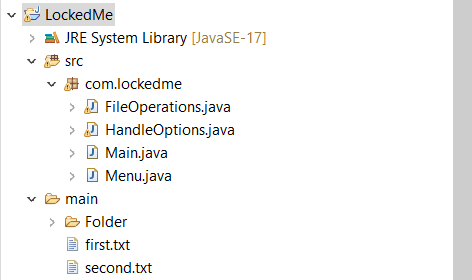 LockedMe
JRE System Library [JavaSE-17]
src
com.lockedme
FileOperations.java
HandleOptions.java
Main.java
Menu.java
main
Folder
first.txt
second.txt